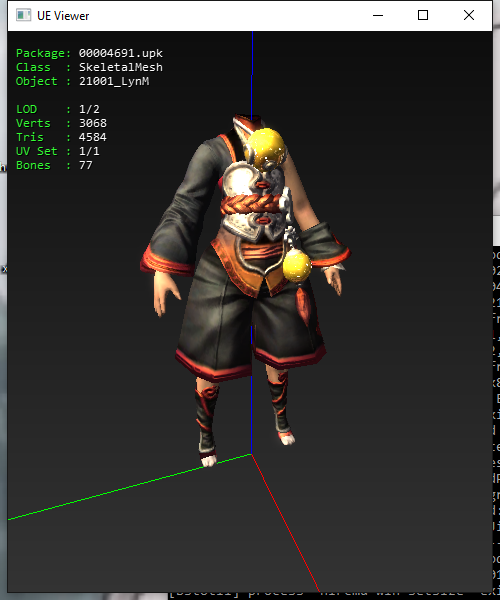 UE Viewer
Package: 00004691.upk
Class : SkeletalMesh
Object : 21001_LynM
LOD : 1/2
Verts : 3068
Tris : 4584
UV Set : 1/1
Bones : 77